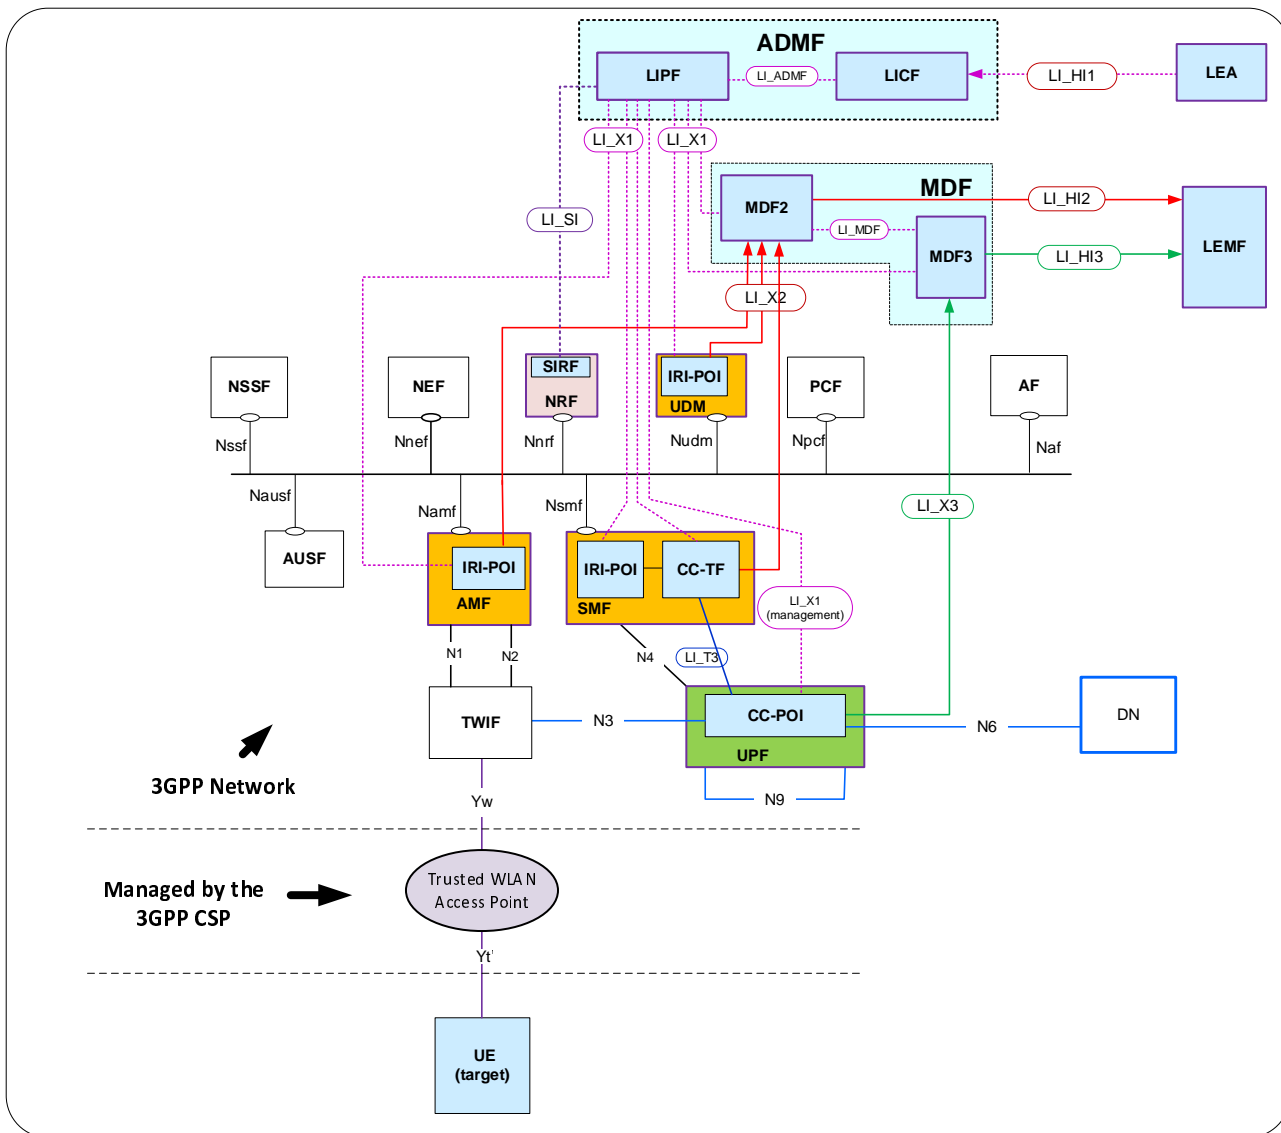 ADMF
LIPF
LI_ADMF
LICF
LI_HI1
LEA
LI_X1
LI_X1
MDF
MDF2
LI_HI2
LI_SI
LI_MDF
MDF3
LI_HI3
LEMF
LI_X2
NSSF
NEF
SIRF
NRF
IRI-POI
UDM
PCF
AF
Nssf
Nnef
Nnrf
Nudm
Npcf
Naf
Nausf
Namf
Nsmf
LI_X3
AUSF
IRI-POI
AMF
IRI-POI
CC-TF
SMF
LI_X1
(management)
N1
N2
N4
LI_T3
TWIF
N3
CC-POI
UPF
N6
DN
3GPP Network
N9
Yw
Managed by the
3GPP CSP
Trusted WLAN
Access Point
Yt'
UE
(target)